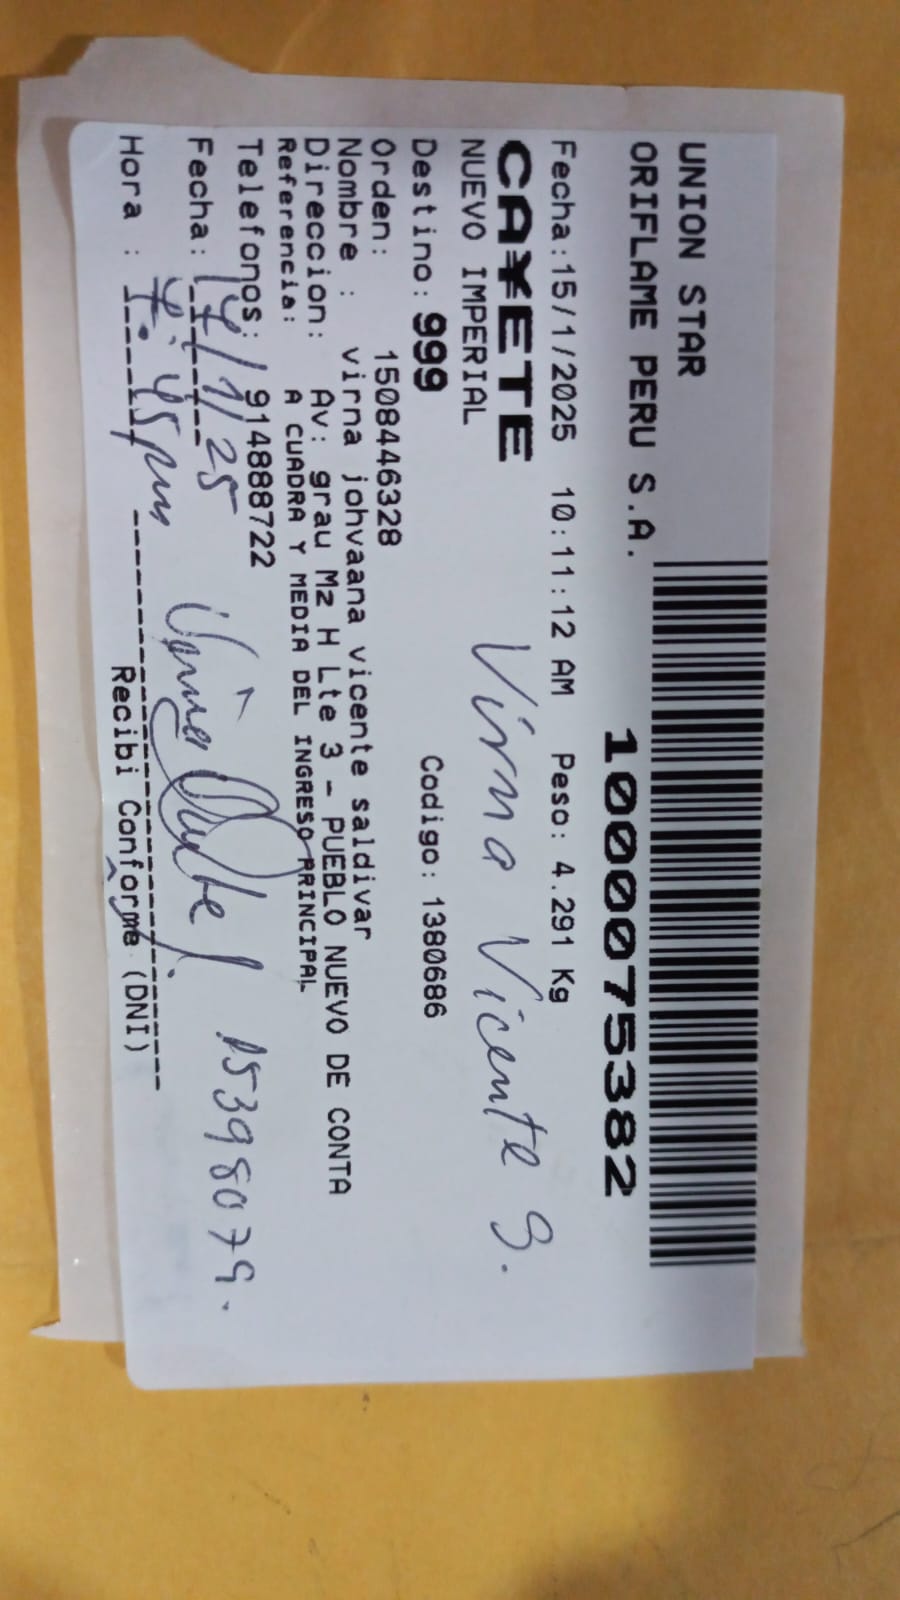 UNION STAR
ORIFLAME PERU S.A.
1000075382
Fecha:15/1/2025 10:11:12 AM Peso: 4.291 Kg
CA¥ETE
NUEVO IMPERIAL
Virna Vicente S.
Destino: 999 Codigo: 1380686
Orden: 1508446328
Nombre : virna johvaana vicente saldivar
Direccion: Av: grau Mz H Lte 3 - PUEBLO NUEVO DE CONTA
Referencia: A CUADRA Y MEDIA DEL INGRESO PRINCIPAL
Telefonos: 914888722
Fecha: 17/1/25 15398079.
Hora : 4:45pm
Recibi Conforme (DNI)